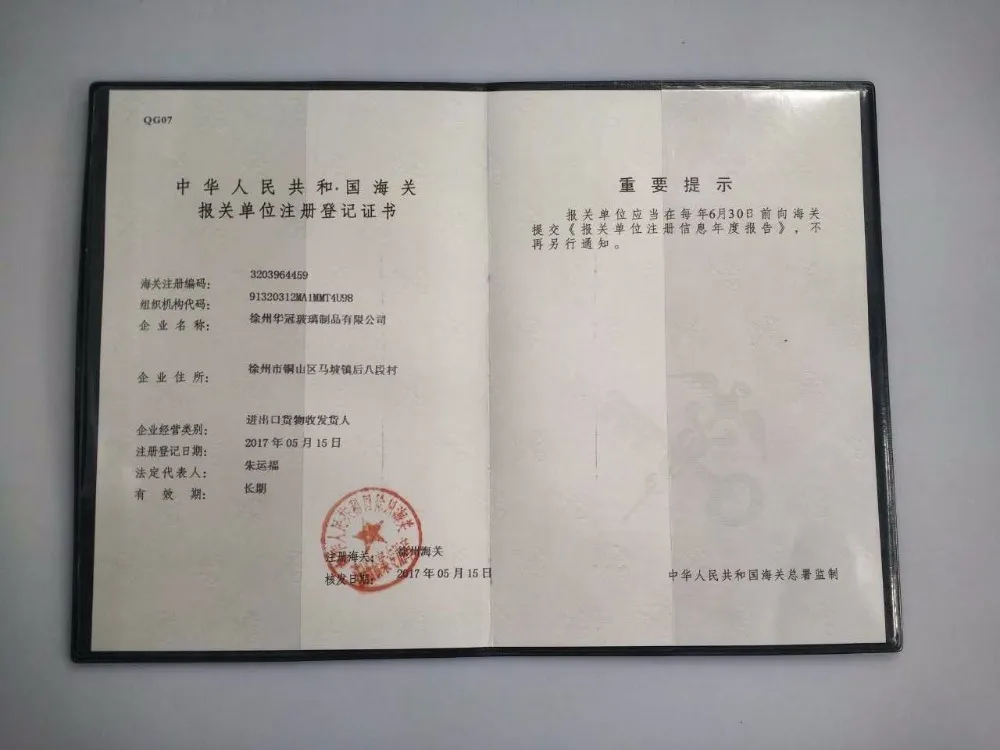 QG07
中华人民共和国海关
报关单位注册登记证书
海关注册编码: 3203964459
组织机构代码: 91320312MA1MMT4U98
企业名称: 徐州华冠玻璃制品有限公司
企业住所: 徐州市铜山区马坡镇后八段村
企业经营类别: 进出口货物收发货人
注册登记日期: 2017年05月15日
法定代表人: 朱运福
有效期: 长期
注册海关: 徐州海关
核发日期: 2017年05月15日
重要提示
报关单位应当在每年6月30日前向海关
提交《报关单位注册信息年度报告》,不
再另行通知。
中华人民共和国海关总署监制